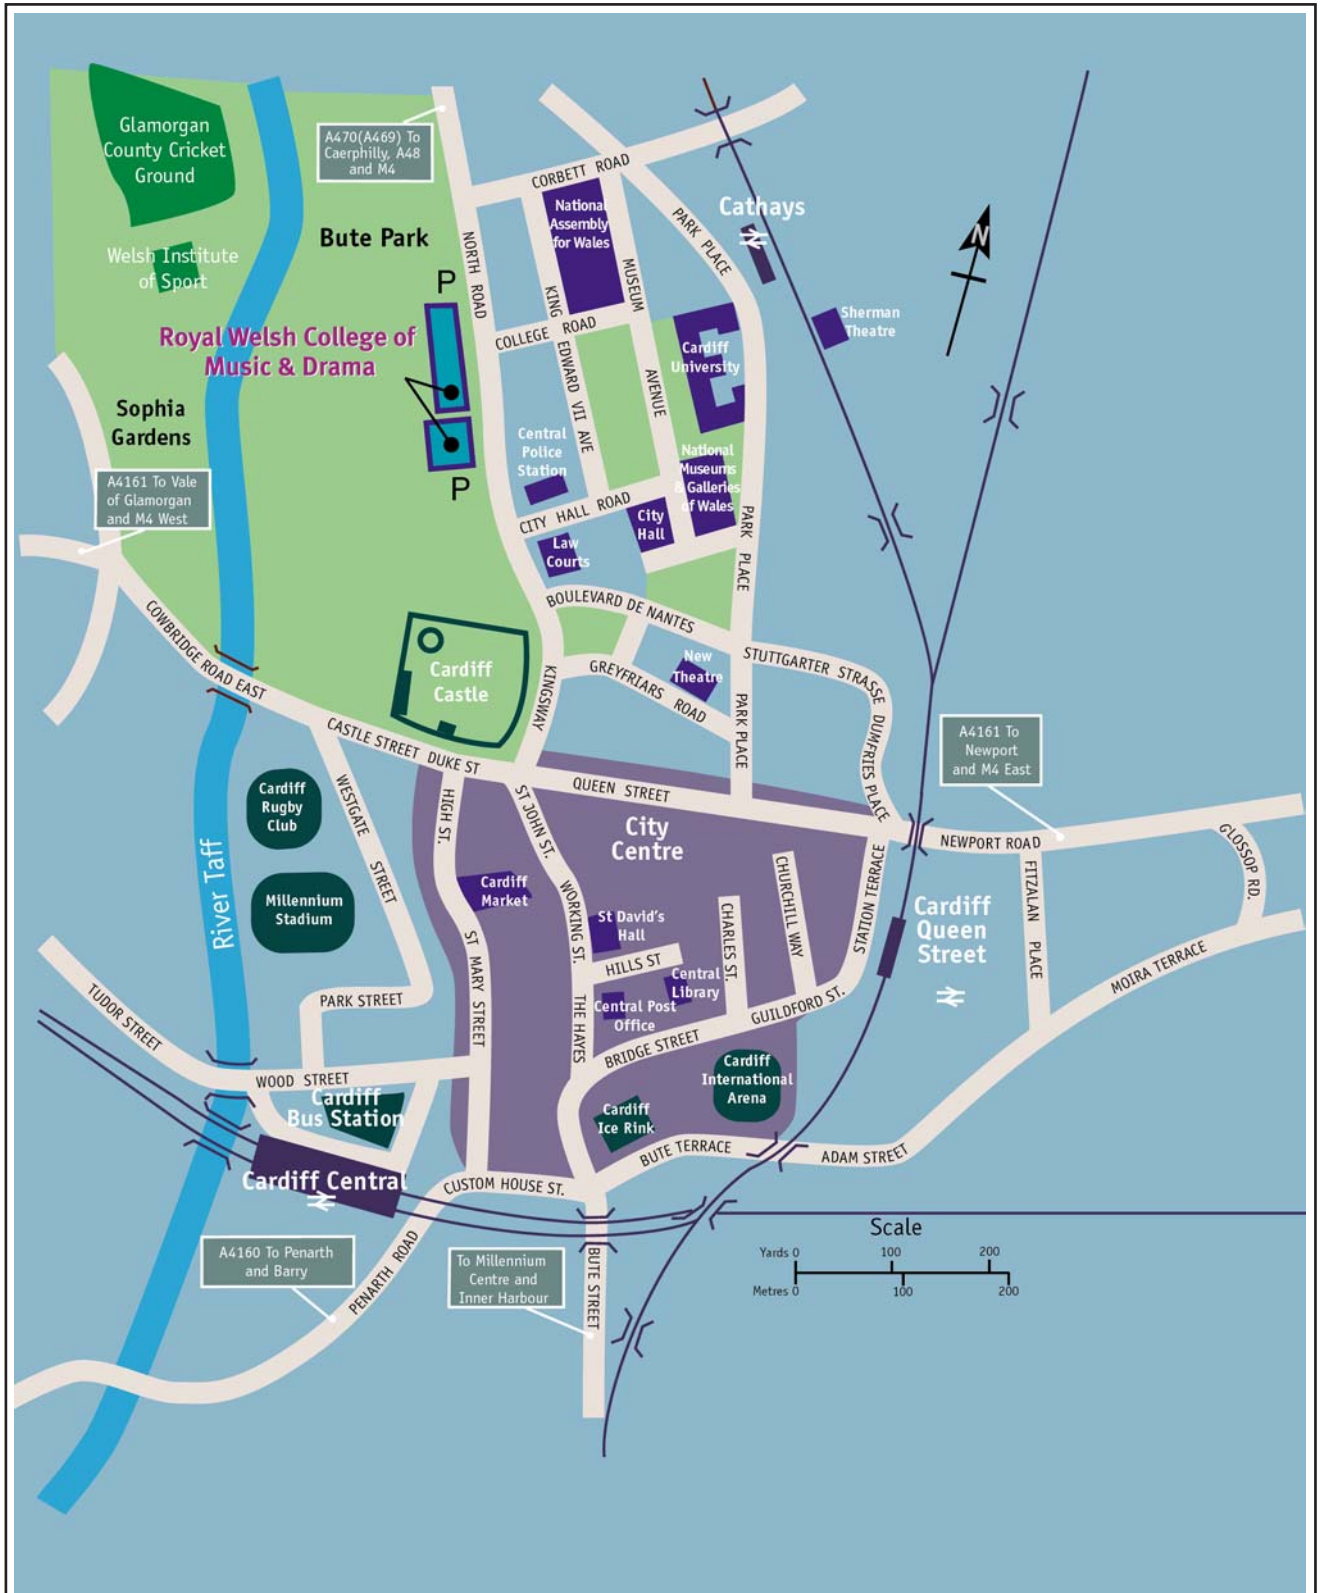 Glamorgan
County Cricket
Ground
A470(A469) To
Caerphilly, A48
and M4
Welsh Institute
of Sport
Bute Park
P
Royal Welsh College of
Music & Drama
P
Sophia
Gardens
A4161 To Vale
of Glamorgan
and M4 West
NORTH ROAD
CORBETT ROAD
National
Assembly
for Wales
KING EDWARD VII AVE
MUSEUM AVENUE
PARK PLACE
Cathays
N
Sherman
Theatre
COLLEGE ROAD
Cardiff
University
Central
Police
Station
National
Museums
& Galleries
of Wales
CITY HALL ROAD
City
Hall
Law
Courts
PARK PLACE
BOULEVARD DE NANTES
COWBRIDGE ROAD EAST
Cardiff
Castle
KINGSWAY
GREYFRIARS ROAD
New
Theatre
STUTTGARTER STRASSE
DUMFRIES PLACE
PARK PLACE
A4161 To
Newport
and M4 East
CASTLE STREET
DUKE ST
QUEEN STREET
WESTGATE STREET
HIGH ST.
ST JOHN ST.
City
Centre
NEWPORT ROAD
GLOSSOP RD.
Cardiff
Rugby
Club
River Taff
Millennium
Stadium
Cardiff
Market
WORKING ST.
St David's
Hall
CHARLES ST.
CHURCHILL WAY
STATION TERRACE
Cardiff
Queen
Street
FITZALAN PLACE
MOIRA TERRACE
ST MARY STREET
HILLS ST
Central
Library
TUDOR STREET
PARK STREET
THE HAYES
Central Post
Office
GUILDFORD ST.
BRIDGE STREET
WOOD STREET
Cardiff
Bus Station
Cardiff
International
Arena
Cardiff
Ice Rink
BUTE TERRACE
ADAM STREET
Cardiff Central
CUSTOM HOUSE ST.
A4160 To Penarth
and Barry
PENARTH ROAD
To Millennium
Centre and
Inner Harbour
BUTE STREET
Scale
Yards 0 100 200
Metres 0 100 200